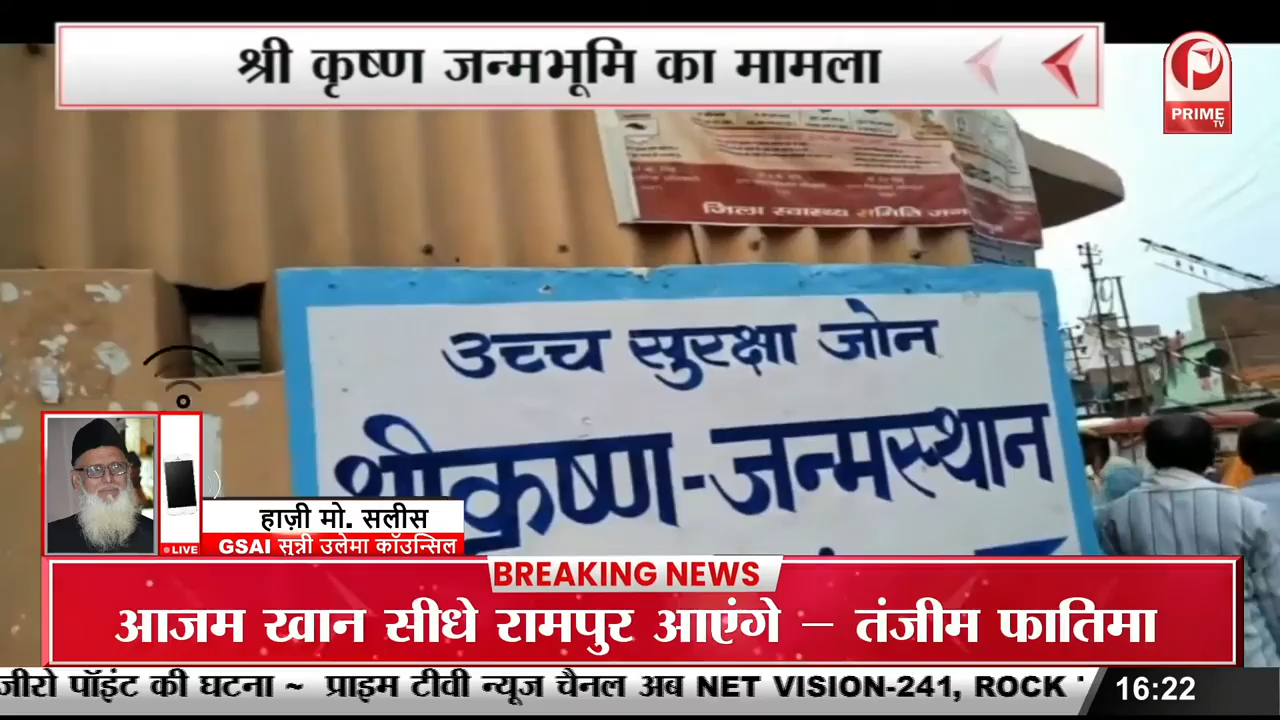 श्री कृष्ण जन्मभूमि का मामला
PRIME
TV
जिला स्वास्थ्य समिति
उच्च सुरक्षा जोन
श्रीकृष्ण-जन्मस्थान
हाज़ी मो. सलीस
LIVE
GSAI सुन्नी उलेमा कॉउन्सिल
BREAKING NEWS
आजम खान सीधे रामपुर आएंगे – तंजीम फातिमा
जीरो पॉइंट की घटना ~ प्राइम टीवी न्यूज चैनल अब NET VISION-241, ROCK
16:22